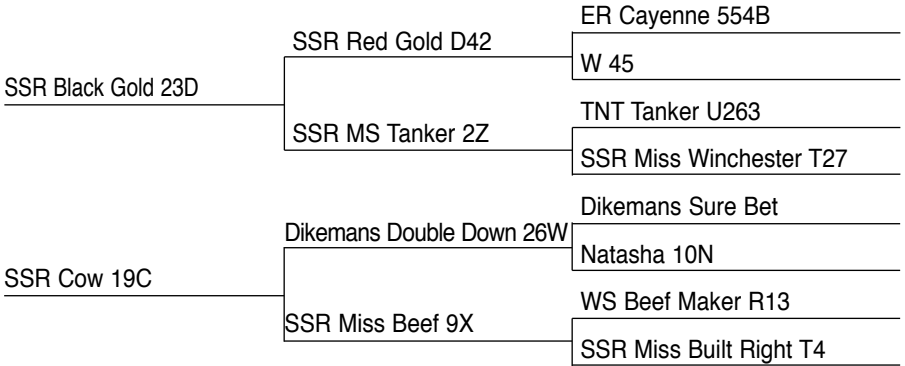 ER Cayenne 554B
SSR Red Gold D42
W 45
SSR Black Gold 23D
TNT Tanker U263
SSR MS Tanker 2Z
SSR Miss Winchester T27
Dikemans Sure Bet
Dikemans Double Down 26W
Natasha 10N
SSR Cow 19C
WS Beef Maker R13
SSR Miss Beef 9X
SSR Miss Built Right T4